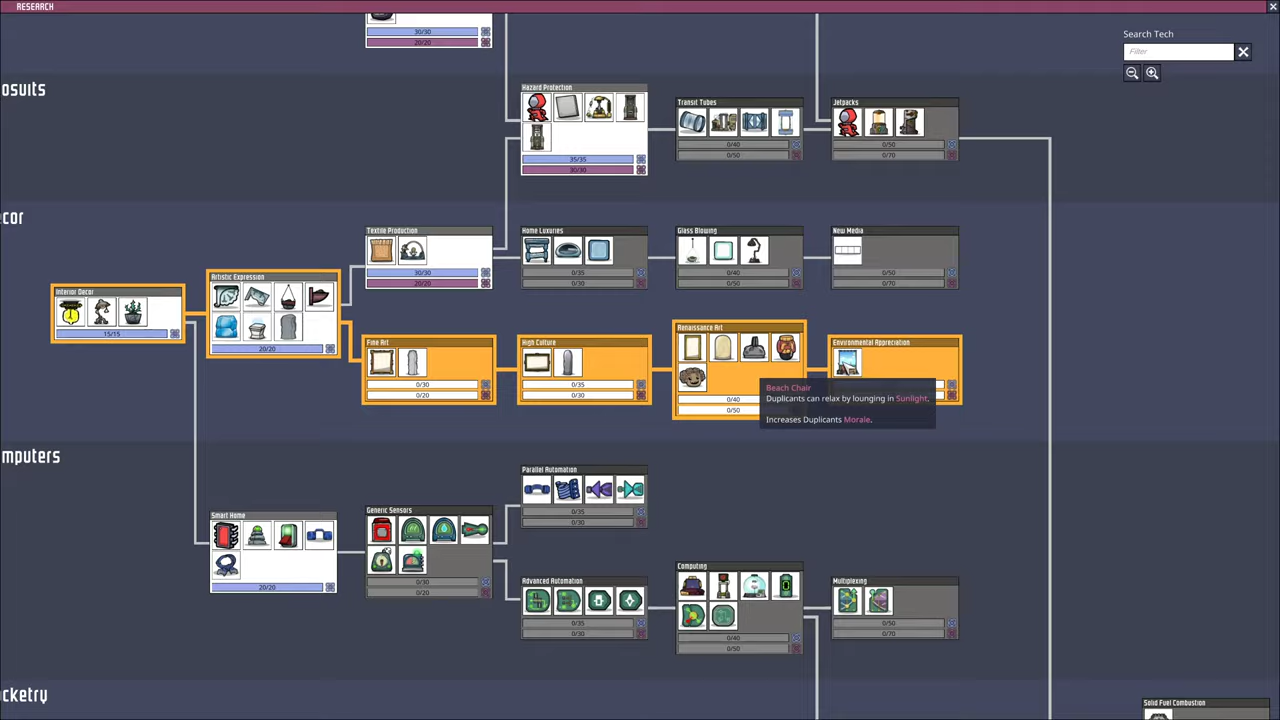 RESEARCH
Search Tech
Filter
30/30
20/20
osuits
Hazard Protection
35/35
30/30
Transit Tubes
0/40
0/50
Jetpacks
0/50
0/70
cor
Textile Production
30/30
20/20
Home Luxuries
0/35
0/30
Glass Blowing
0/40
0/50
New Media
0/50
0/70
Interior Decor
15/15
Artistic Expression
20/20
Fine Art
0/30
0/20
High Culture
0/35
0/30
Renaissance Art
0/40
0/50
Environmental Appreciation
Beach Chair
Duplicants can relax by lounging in Sunlight.
Increases Duplicants Morale.
mputers
Smart Home
20/20
Generic Sensors
0/30
0/20
Parallel Automation
0/35
0/30
Advanced Automation
0/35
0/30
Computing
0/40
0/50
Multiplexing
0/50
0/70
cketry
Solid Fuel Combustion